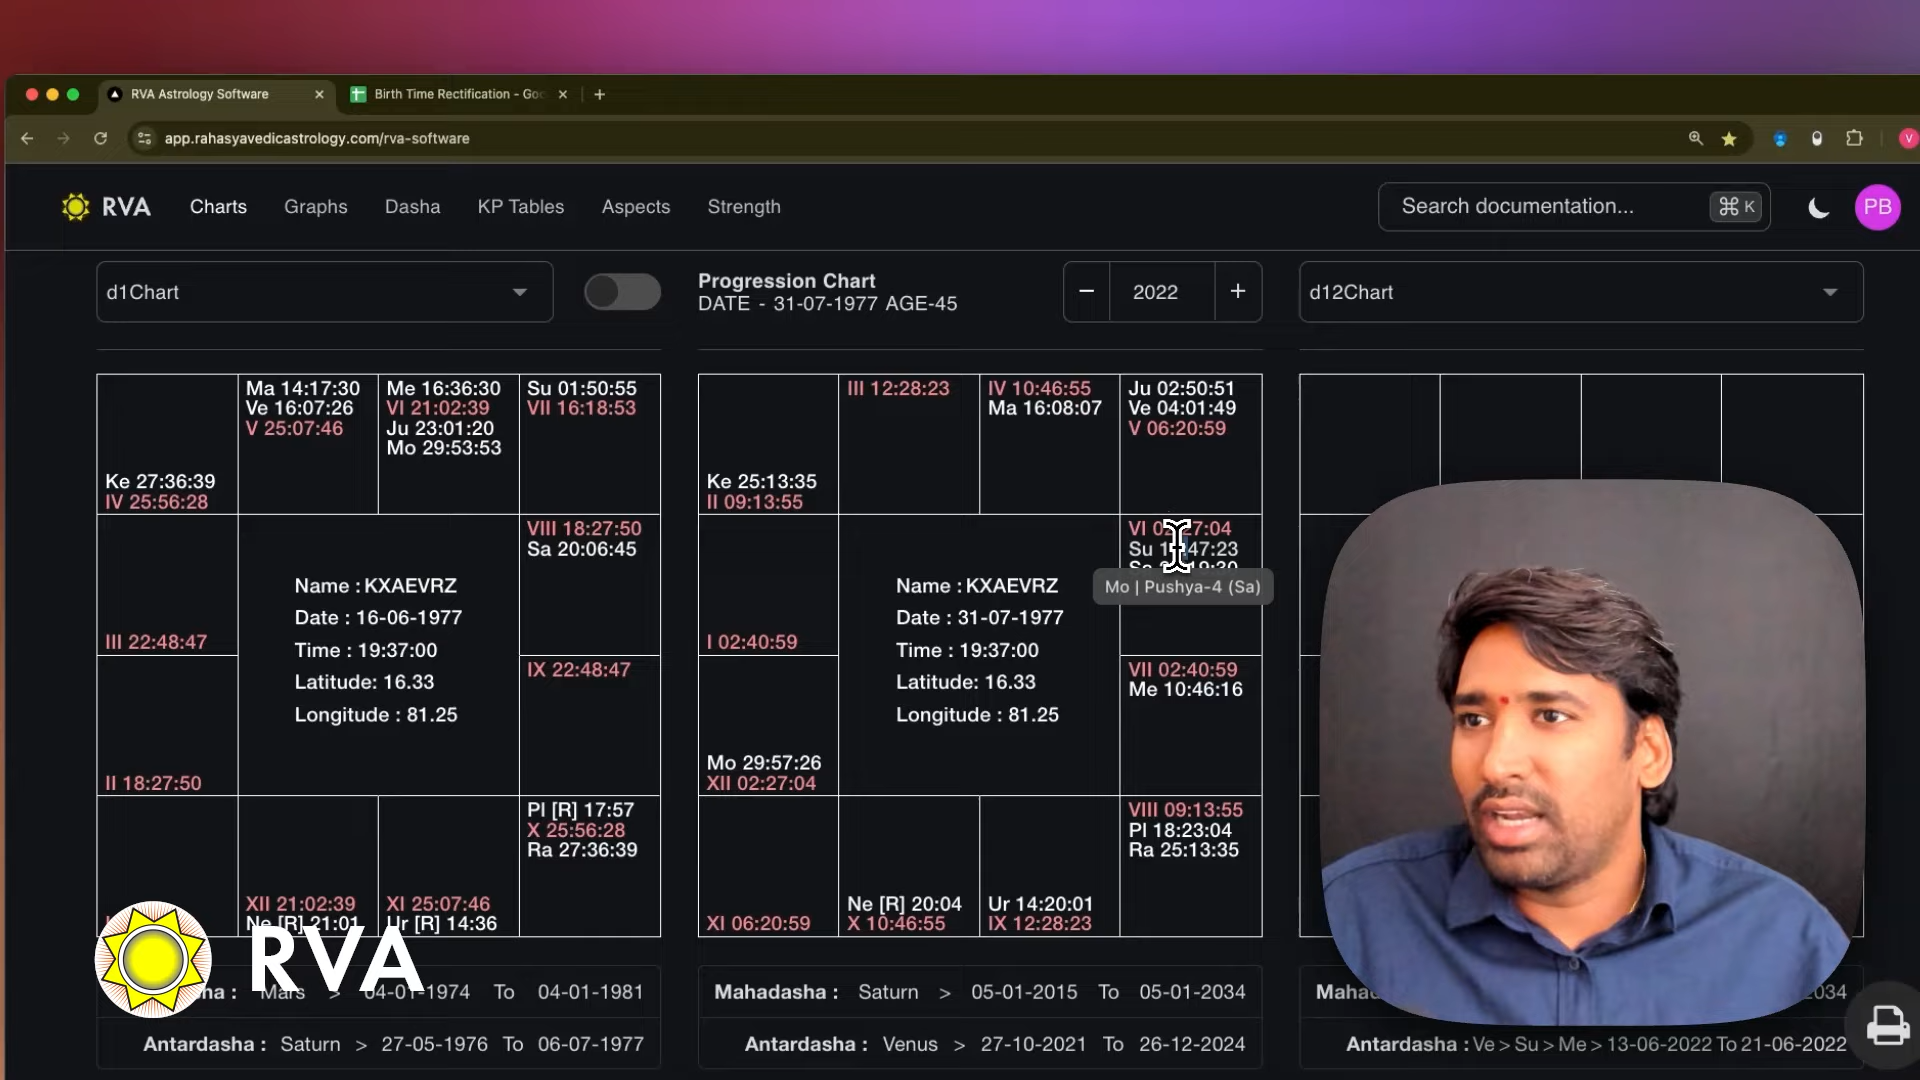 RVA Astrology Software
Birth Time Rectification - Goo
app.rahasyavedicastrology.com/rva-software
V
RVA
Charts
Graphs
Dasha
KP Tables
Aspects
Strength
Search documentation...
⌘ K
PB
d1Chart
Progression Chart
DATE - 31-07-1977 AGE-45
2022
d12Chart
Ma 14:17:30
Ve 16:07:26
V 25:07:46
Me 16:36:30
VI 21:02:39
Ju 23:01:20
Mo 29:53:53
Su 01:50:55
VII 16:18:53
Ke 27:36:39
IV 25:56:28
VIII 18:27:50
Sa 20:06:45
III 22:48:47
Name : KXAEVRZ
Date : 16-06-1977
Time : 19:37:00
Latitude: 16.33
Longitude : 81.25
IX 22:48:47
II 18:27:50
Pl [R] 17:57
X 25:56:28
Ra 27:36:39
XII 21:02:39
Ne [R] 21:01
XI 25:07:46
Ur [R] 14:36
III 12:28:23
IV 10:46:55
Ma 16:08:07
Ju 02:50:51
Ve 04:01:49
V 06:20:59
Ke 25:13:35
II 09:13:55
VI 02:27:04
Su
47:23
Mo | Pushya-4 (Sa)
I 02:40:59
Name : KXAEVRZ
Date : 31-07-1977
Time : 19:37:00
Latitude: 16.33
Longitude : 81.25
VII 02:40:59
Me 10:46:16
Mo 29:57:26
XII 02:27:04
VIII 09:13:55
Pl 18:23:04
Ra 25:13:35
XI 06:20:59
Ne [R] 20:04
X 10:46:55
Ur 14:20:01
IX 12:28:23
RVA
Mars > 04-01-1974 To 04-01-1981
Antardasha : Saturn > 27-05-1976 To 06-07-1977
Mahadasha : Saturn > 05-01-2015 To 05-01-2034
Antardasha : Venus > 27-10-2021 To 26-12-2024
Antardasha : Ve > Su > Me > 13-06-2022 To 21-06-2022